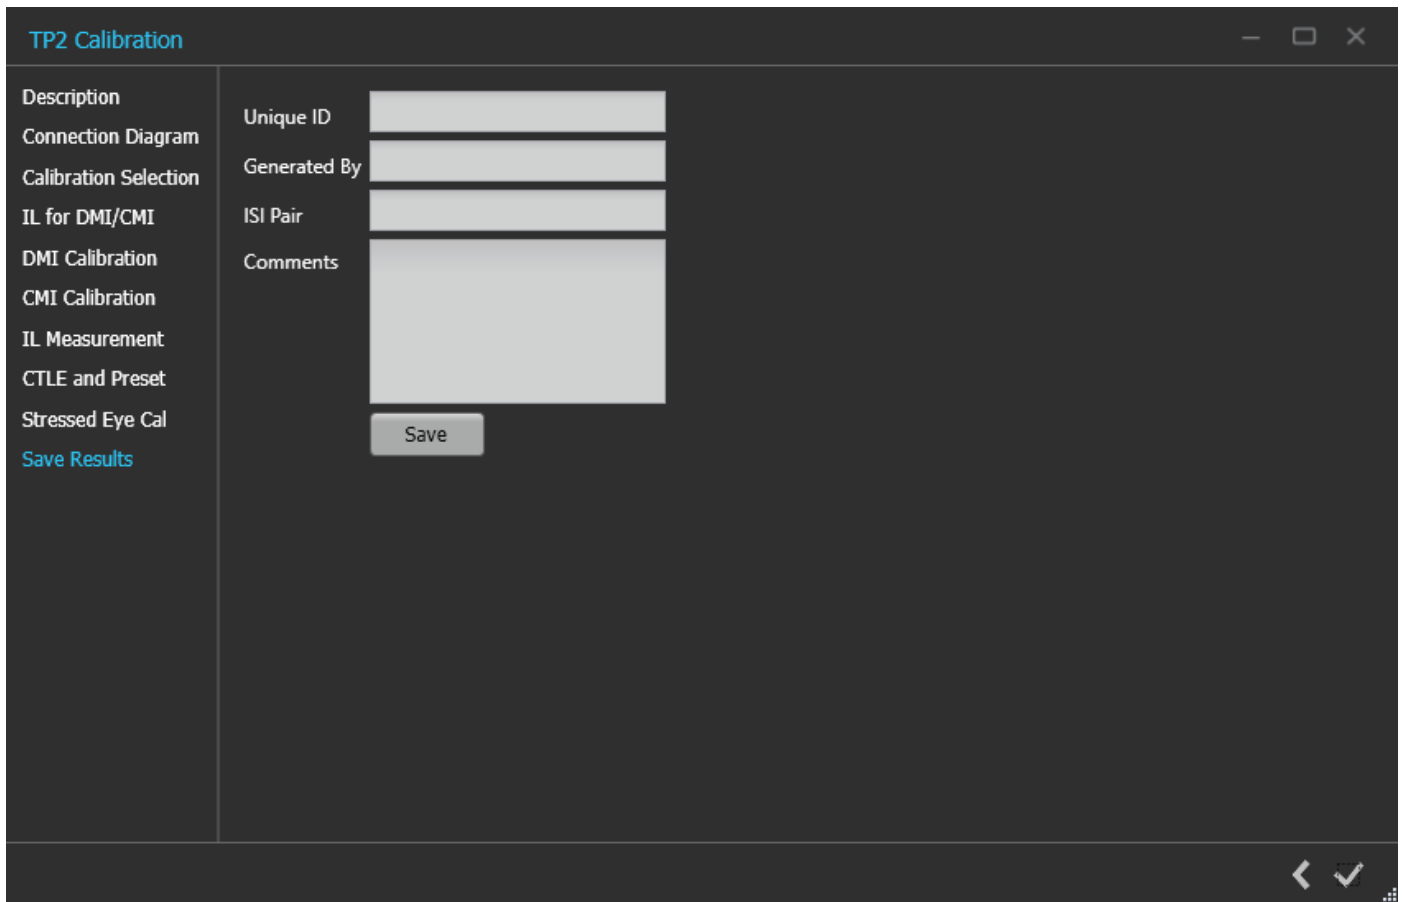 TP2 Calibration
Description
Connection Diagram
Calibration Selection
IL for DMI/CMI
DMI Calibration
CMI Calibration
IL Measurement
CTLE and Preset
Stressed Eye Cal
Save Results
Unique ID
Generated By
ISI Pair
Comments
Save